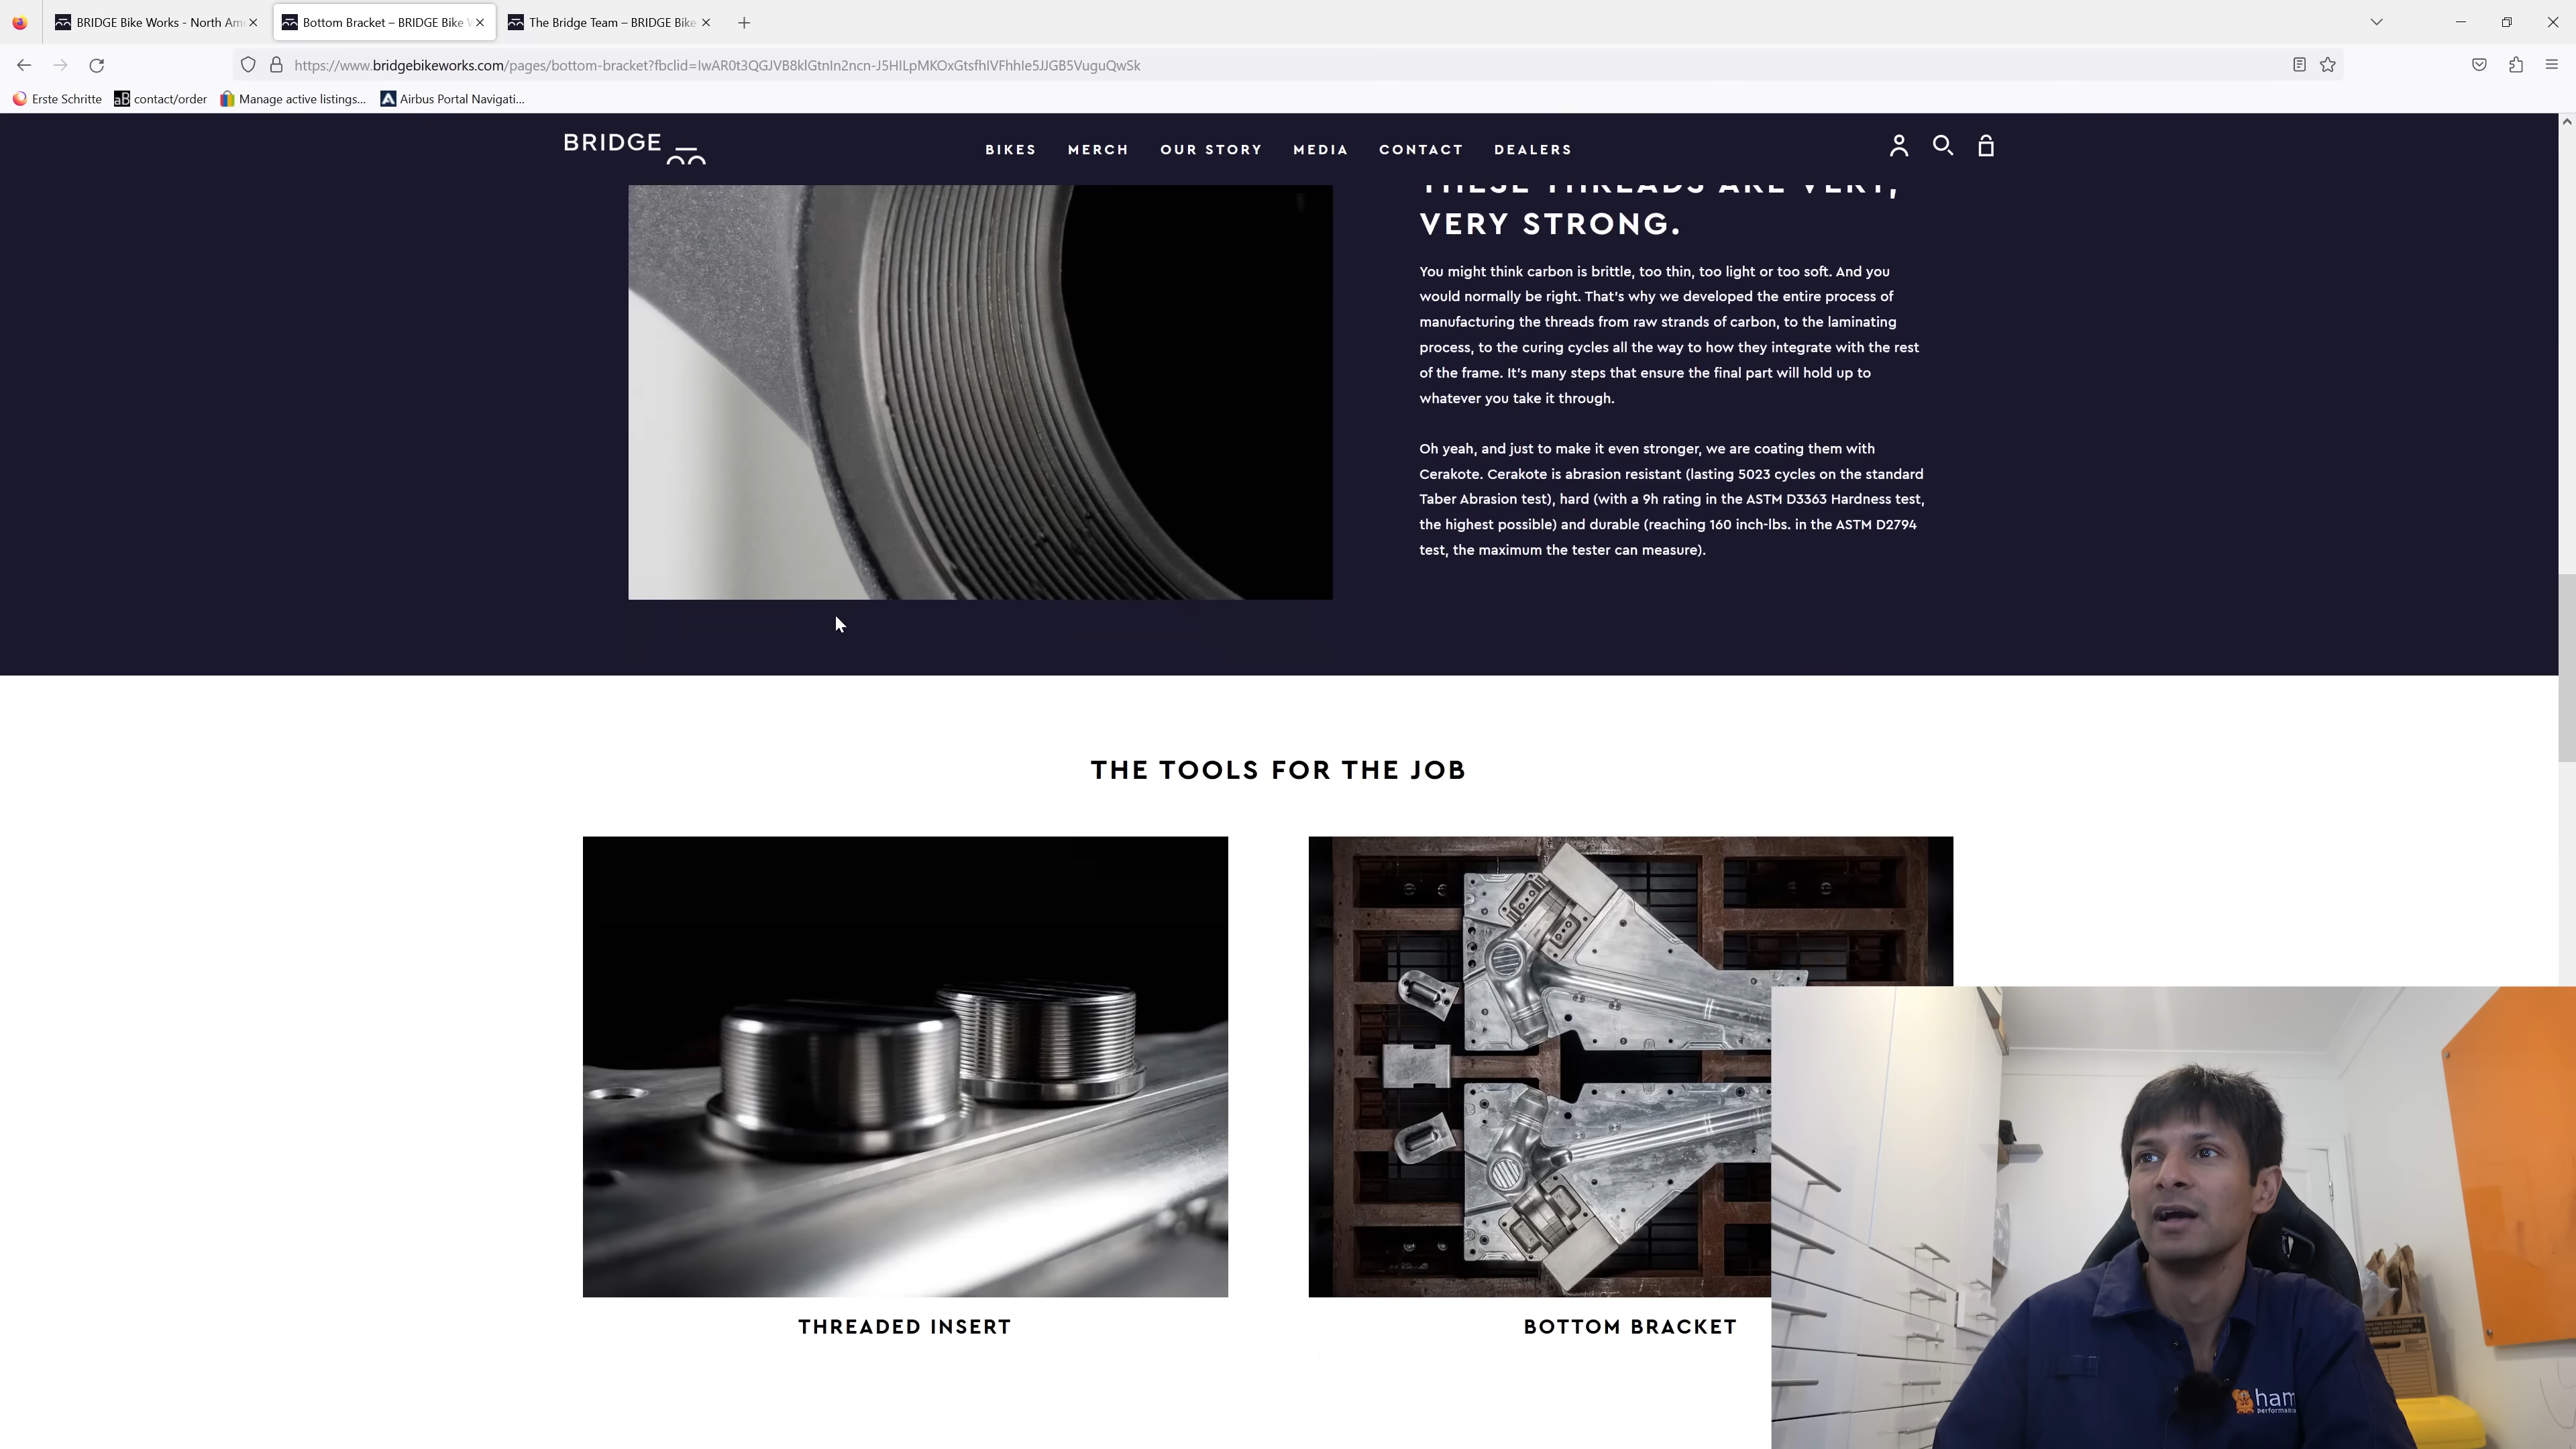 BRIDGE Bike Works - North Am
Bottom Bracket – BRIDGE Bike W
The Bridge Team – BRIDGE Bike
https://www.bridgebikeworks.com/pages/bottom-bracket?fbclid=IwAR0t3QGJVB8klGtnIn2ncn-J5HILpMKOxGtsfhIVFhhIe5JJGB5VuguQwSk
Erste Schritte
aB contact/order
Manage active listings...
Airbus Portal Navigati...
BRIDGE
BIKES
MERCH
OUR STORY
MEDIA
CONTACT
DEALERS
THESE THREADS ARE VERY,
VERY STRONG.
You might think carbon is brittle, too thin, too light or too soft. And you
would normally be right. That's why we developed the entire process of
manufacturing the threads from raw strands of carbon, to the laminating
process, to the curing cycles all the way to how they integrate with the rest
of the frame. It's many steps that ensure the final part will hold up to
whatever you take it through.
Oh yeah, and just to make it even stronger, we are coating them with
Cerakote. Cerakote is abrasion resistant (lasting 5023 cycles on the standard
Taber Abrasion test), hard (with a 9h rating in the ASTM D3363 Hardness test,
the highest possible) and durable (reaching 160 inch-lbs. in the ASTM D2794
test, the maximum the tester can measure).
THE TOOLS FOR THE JOB
THREADED INSERT
BOTTOM BRACKET
ham
performance